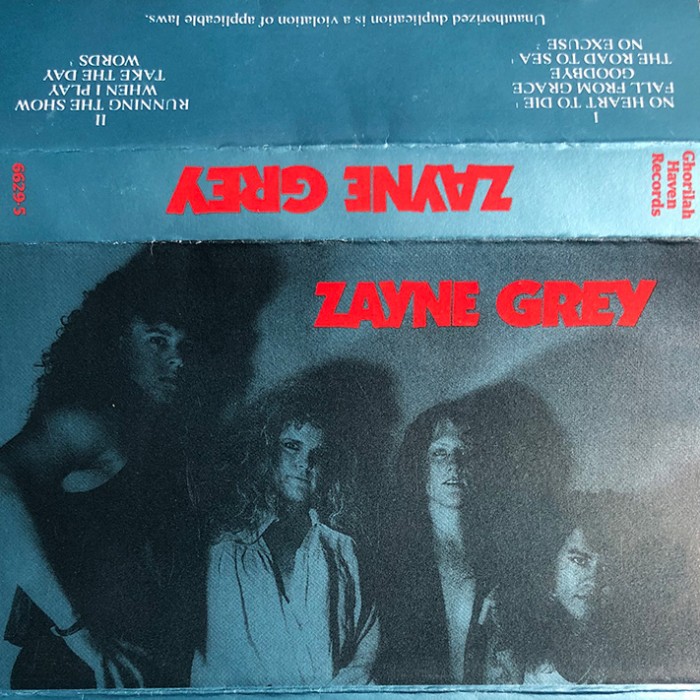 ZAYNE GREY
Ghorilah
Haven
Records
ZAYNE GREY
6629-S
I
NO HEART TO DIE
FALL FROM GRACE
GOODBYE
THE ROAD TO SEA
NO EXCUSE
II
RUNNING THE SHOW
WHEN I PLAY
TAKE THE DAY
WORDS
Unauthorized duplication is a violation of applicable laws.